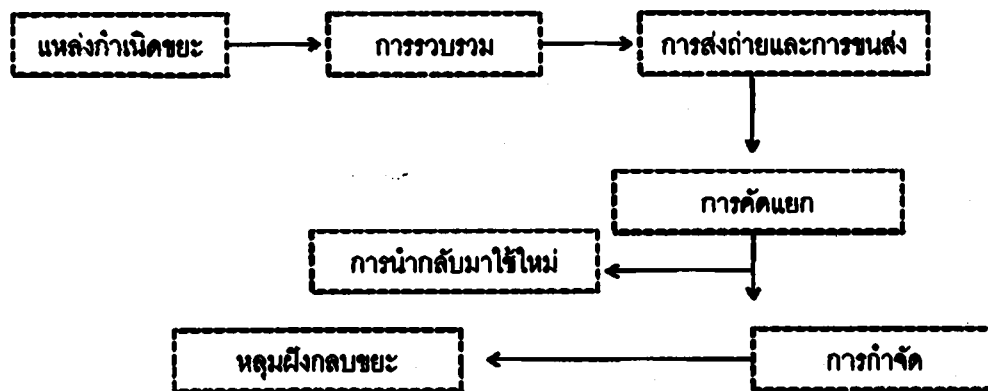 แหล่งกำเนิดขยะ
การรวบรวม
การส่งถ่ายและการขนส่ง
การคัดแยก
การนำกลับมาใช้ใหม่
หลุมฝังกลบขยะ
การกำจัด